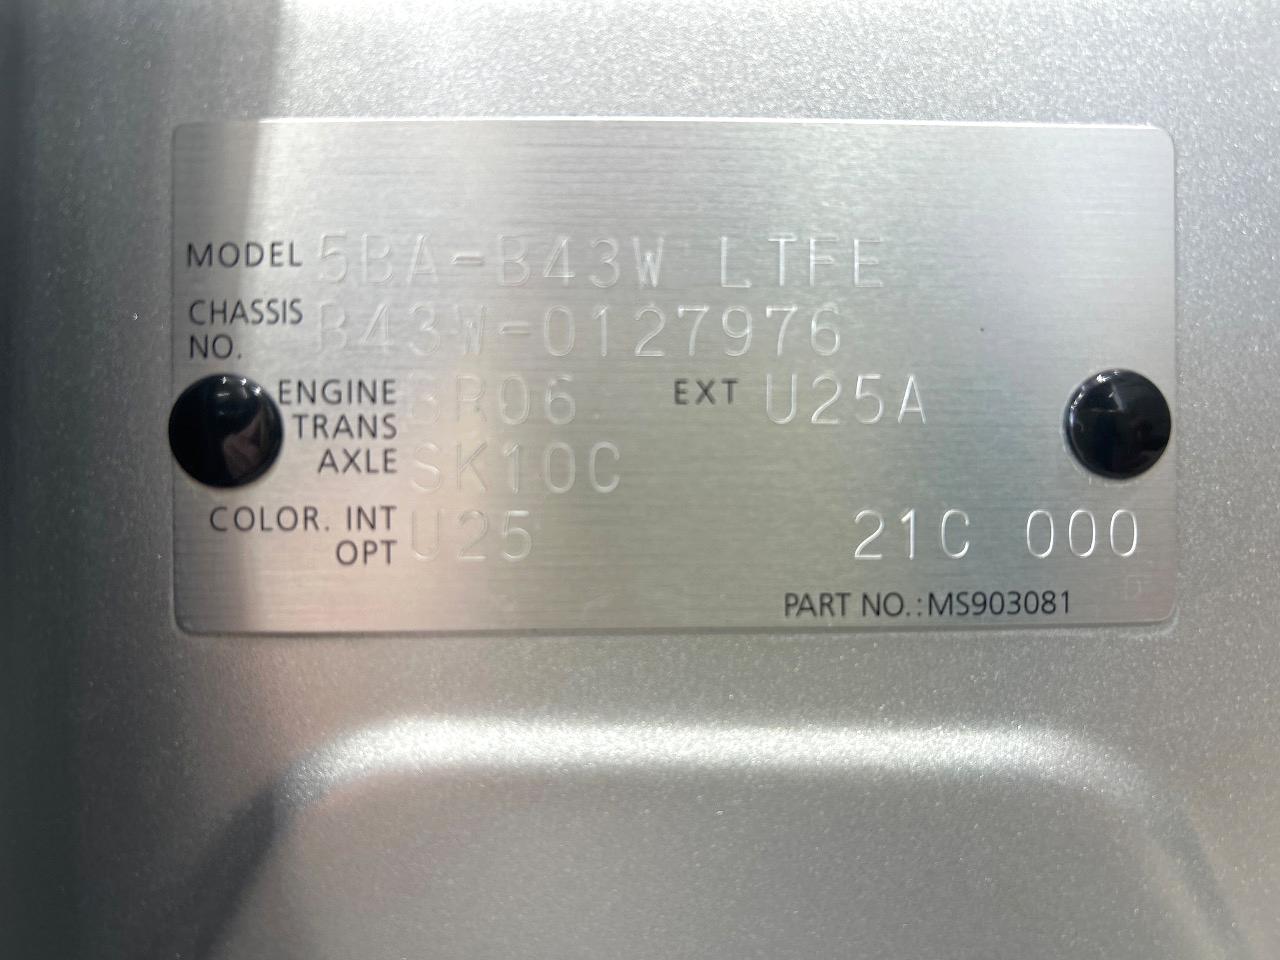 MODEL 5BA-B43W LTFE
CHASSIS NO. B43W-0127976
ENGINE BR06 EXT U25A
TRANS
AXLE SK10C
COLOR. INT U25 21C 000
OPT
PART NO.:MS903081